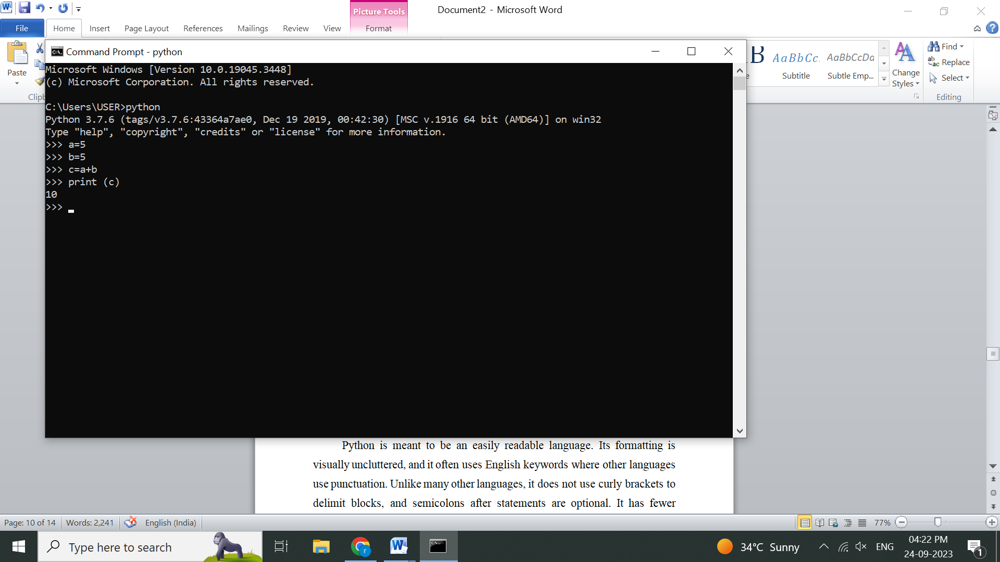 Document2 - Microsoft Word
Picture Tools
File Home Insert Page Layout References Mailings Review View Format
Paste
Clipb
Command Prompt - python
Microsoft Windows [Version 10.0.19045.3448]
(c) Microsoft Corporation. All rights reserved.
C:\Users\USER>python
Python 3.7.6 (tags/v3.7.6:43364a7ae0, Dec 19 2019, 00:42:30) [MSC v.1916 64 bit (AMD64)] on win32
Type "help", "copyright", "credits" or "license" for more information.
>>> a=5
>>> b=5
>>> c=a+b
>>> print (c)
10
>>>
B AaBbCc. AaBbCcDa
e Subtitle Subtle Emp...
Change
Styles
Find
Replace
Select
Editing
Python is meant to be an easily readable language. Its formatting is
visually uncluttered, and it often uses English keywords where other languages
use punctuation. Unlike many other languages, it does not use curly brackets to
delimit blocks, and semicolons after statements are optional. It has fewer
Page: 10 of 14 Words: 2,241 English (India) 77%
Type here to search
34°C Sunny ENG
04:22 PM
24-09-2023
1